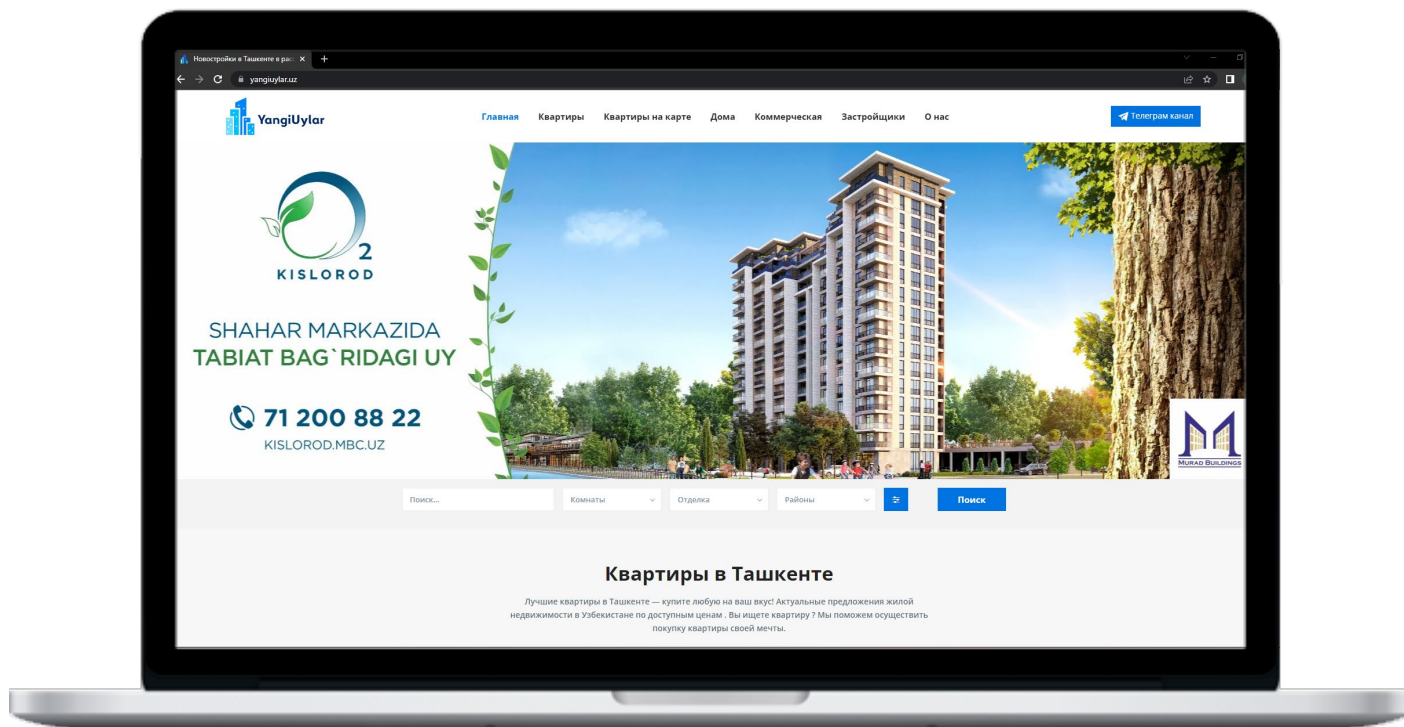 Новостройки в Ташкенте в рас
yangiuylar.uz
YangiUylar
Главная Квартиры Квартиры на карте Дома Коммерческая Застройщики О нас
Телеграм канал
2
KISLOROD
SHAHAR MARKAZIDA
TABIAT BAG`RIDAGI UY
71 200 88 22
KISLOROD.MBC.UZ
MURAD BUILDINGS
Поиск... Комнаты Отделка Районы Поиск
Квартиры в Ташкенте
Лучшие квартиры в Ташкенте — купите любую на ваш вкус! Актуальные предложения жилой
недвижимости в Узбекистане по доступным ценам . Вы ищете квартиру ? Мы поможем осуществить
покупку квартиры своей мечты.